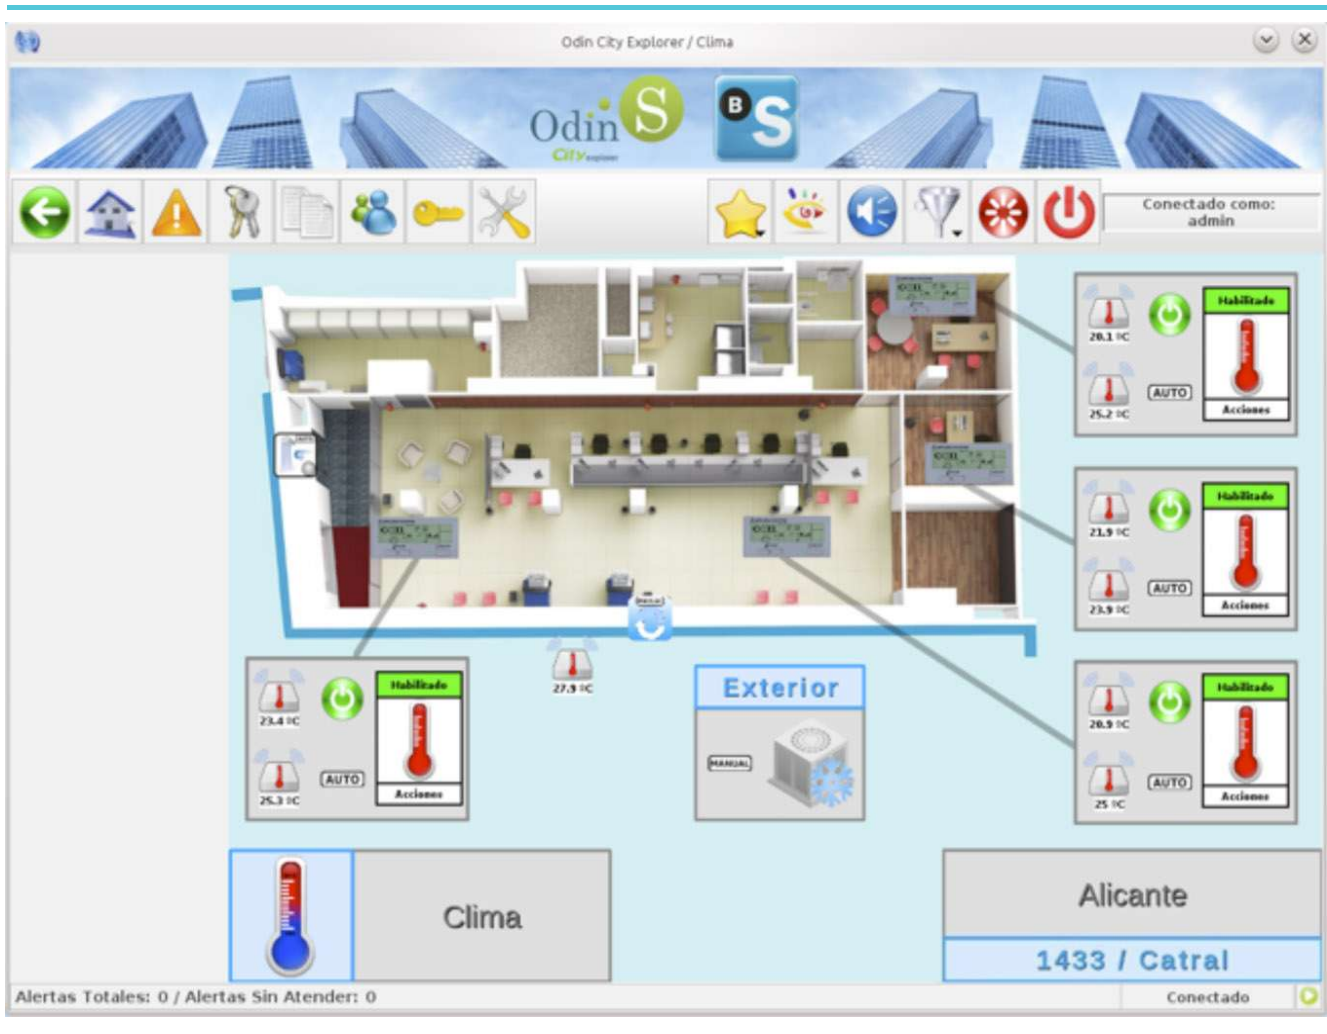 Odin City Explorer / Clima
Odin S
City explorer
B S
Conectado como:
admin
Habilitado
20.1 ºC
AUTO
25.2 ºC
Acciones
Habilitado
21.9 ºC
AUTO
23.9 ºC
Acciones
Habilitado
23.4 ºC
AUTO
25.3 ºC
Acciones
27.9 ºC
Exterior
MANUAL
Habilitado
20.9 ºC
AUTO
25 ºC
Acciones
Clima
Alicante
1433 / Catral
Alertas Totales: 0 / Alertas Sin Atender: 0
Conectado